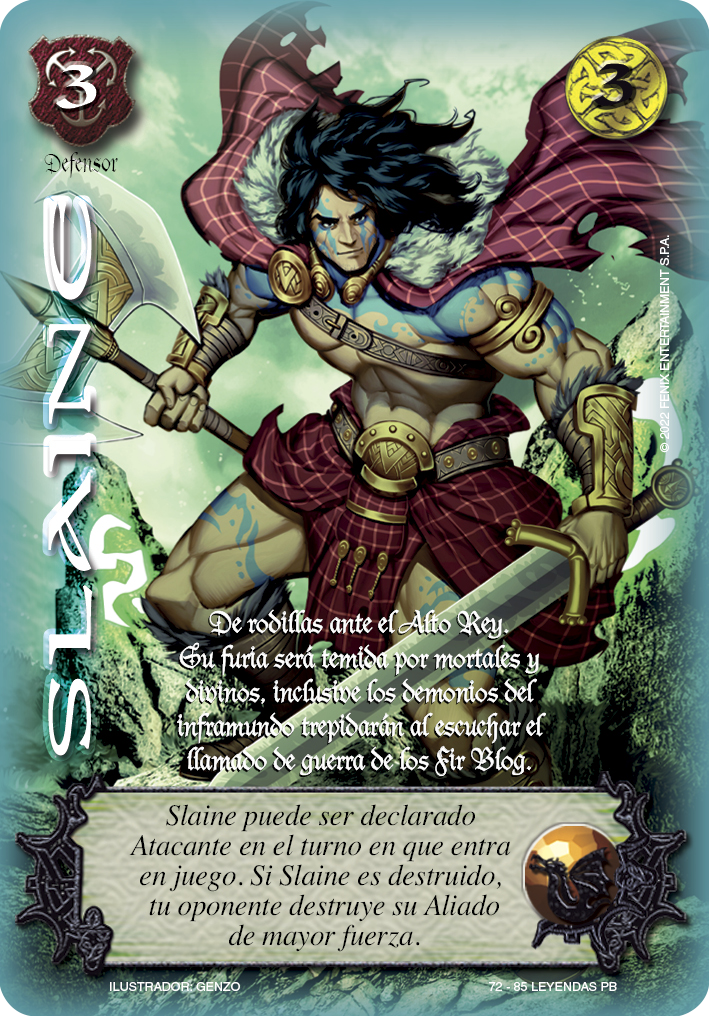 3
3
Defensor
SLAINE
© 2022 FENIX ENTERTAINMENT S.P.A.
De rodillas ante el Alto Rey.
Su furia será temida por mortales y
divinos, inclusive los demonios del
inframundo trepidarán al escuchar el
llamado de guerra de los Fir Blog.
Slaine puede ser declarado
Atacante en el turno en que entra
en juego. Si Slaine es destruido,
tu oponente destruye su Aliado
de mayor fuerza.
ILUSTRADOR: GENZO
72 - 85 LEYENDAS PB